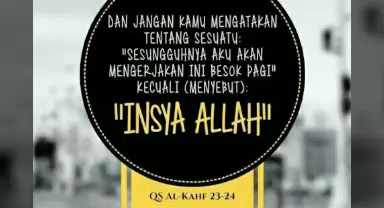 DAN JANGAN KAMU MENGATAKAN
TENTANG SESUATU:
"SESUNGGUHNYA AKU AKAN
MENGERJAKAN INI BESOK PAGI"
KECUALI (MENYEBUT):
"INSYA ALLAH"
QS AL-KAHF 23-24